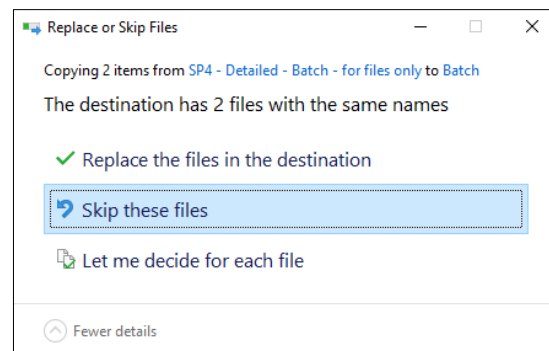 Replace or Skip Files
Copying 2 items from SP4 - Detailed - Batch - for files only to Batch
The destination has 2 files with the same names
Replace the files in the destination
Skip these files
Let me decide for each file
Fewer details